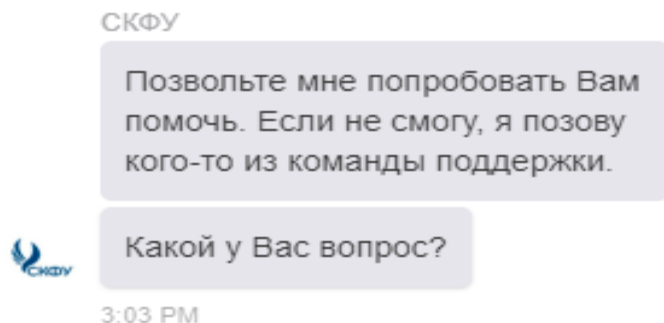 СКФУ
Позвольте мне попробовать Вам
помочь. Если не смогу, я позову
кого-то из команды поддержки.
Какой у Вас вопрос?
СКФУ
3:03 PM